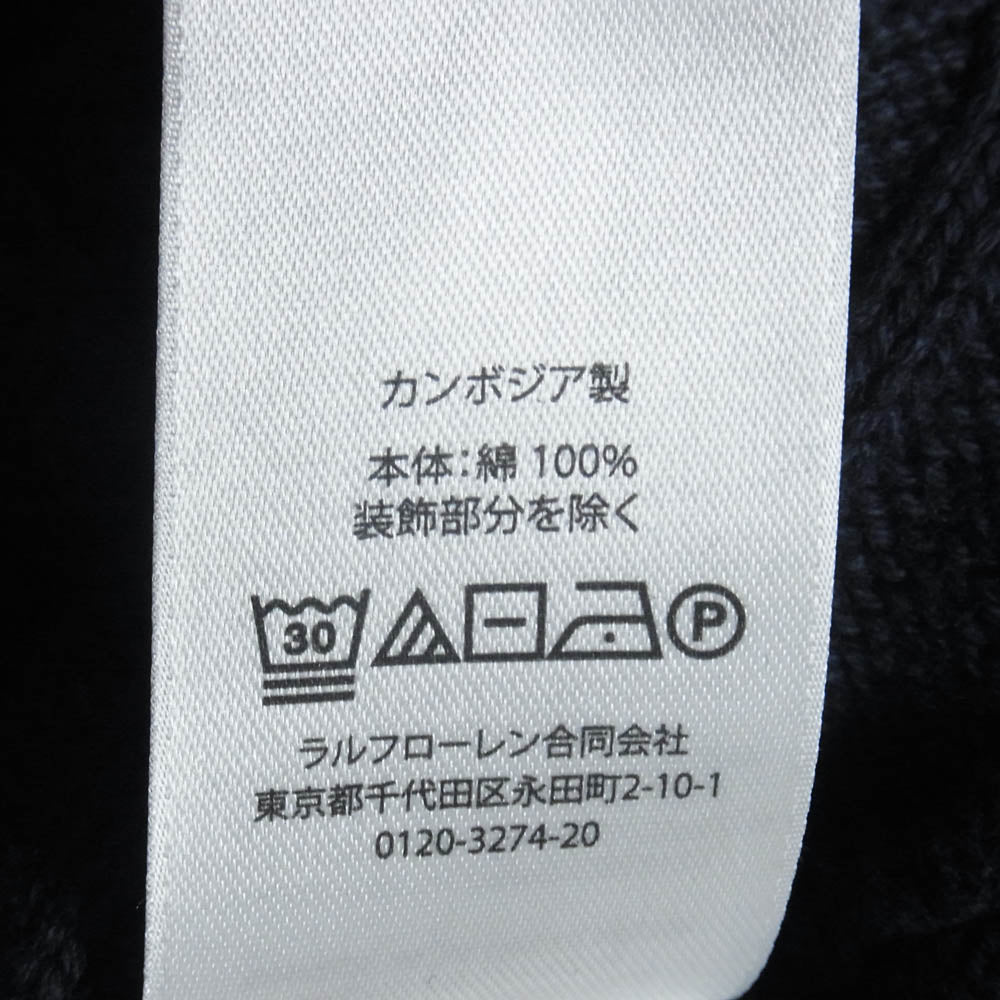 カンボジア製
本体：綿 100%
装飾部分を除く
30
P
ラルフローレン合同会社
東京都千代田区永田町2-10-1
0120-3274-20